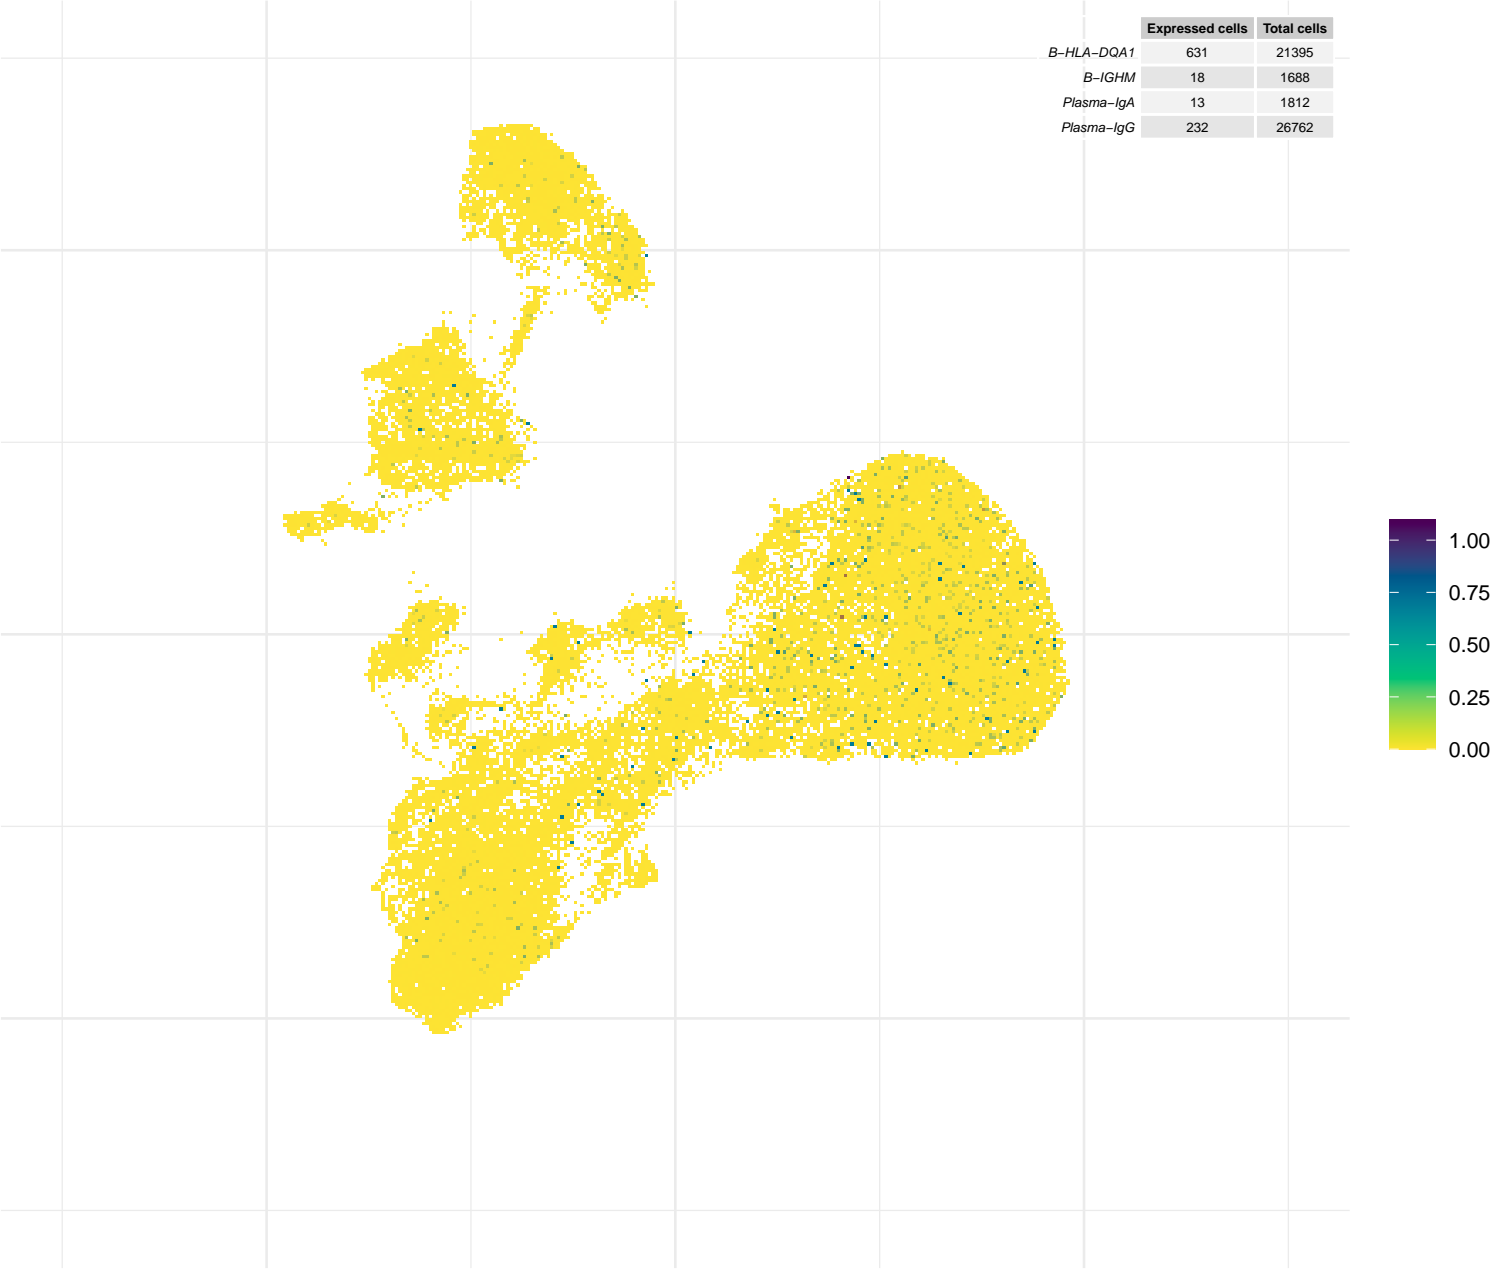 Expressed cells Total cells
B−HLA−DQA1 631 21395
B−IGHM 18 1688
Plasma−IgA 13 1812
Plasma−IgG 232 26762
1.00
0.75
0.50
0.25
0.00